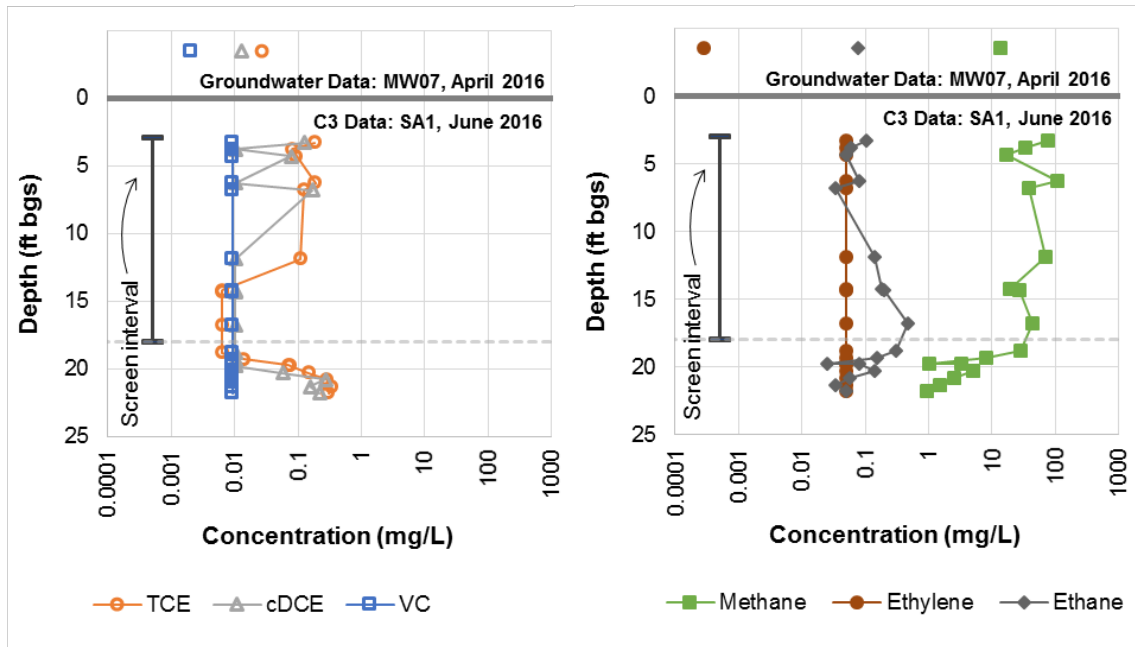 Groundwater Data: MW07, April 2016
C3 Data: SA1, June 2016
0
5
10
15
20
25
Depth (ft bgs)
Screen interval
0.0001
0.001
0.01
0.1
1
10
100
1000
Concentration (mg/L)
TCE
cDCE
VC
Groundwater Data: MW07, April 2016
C3 Data: SA1, June 2016
0
5
10
15
20
25
Depth (ft bgs)
Screen interval
0.0001
0.001
0.01
0.1
1
10
100
1000
Concentration (mg/L)
Methane
Ethylene
Ethane